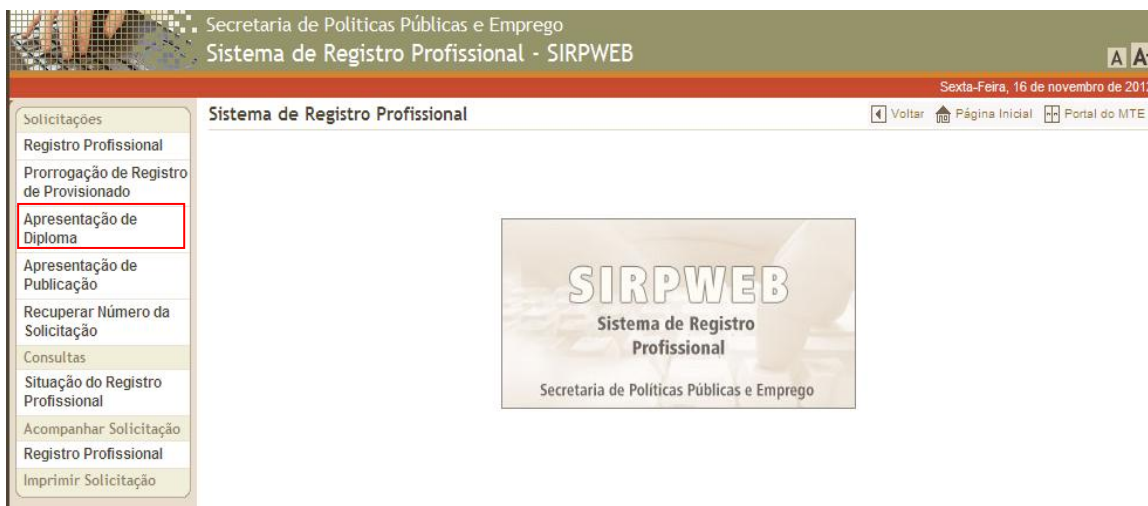 Secretaria de Políticas Públicas e Emprego
Sistema de Registro Profissional - SIRPWEB
A A
Sexta-Feira, 16 de novembro de 2012
Sistema de Registro Profissional
Voltar Página Inicial Portal do MTE
Solicitações
Registro Profissional
Prorrogação de Registro
de Provisionado
Apresentação de
Diploma
Apresentação de
Publicação
Recuperar Número da
Solicitação
Consultas
Situação do Registro
Profissional
Acompanhar Solicitação
Registro Profissional
Imprimir Solicitação
SIRPWEB
Sistema de Registro
Profissional
Secretaria de Políticas Públicas e Emprego